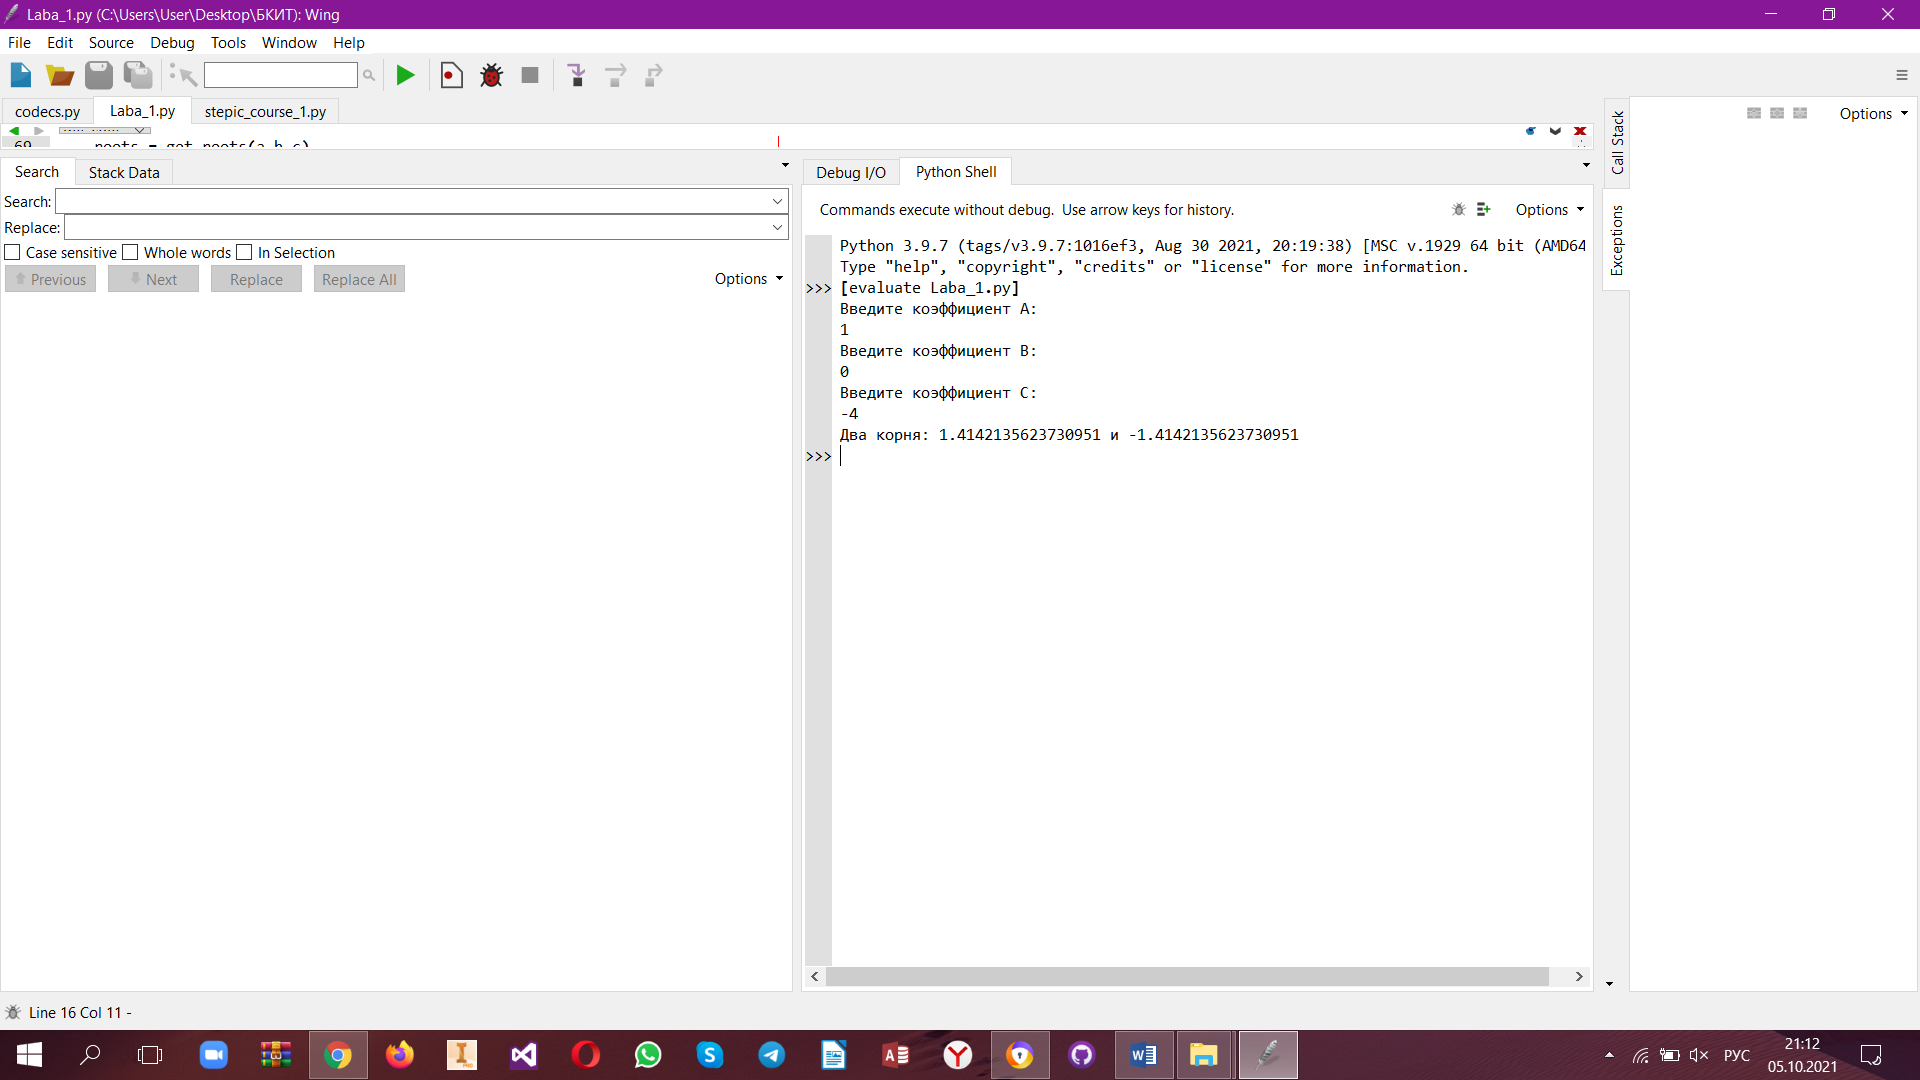 Laba_1.py (C:\Users\User\Desktop\БКИТ): Wing
File Edit Source Debug Tools Window Help
codecs.py Laba_1.py stepic_course_1.py
69 roots = get_roots(a,b,c)
Search Stack Data
Search:
Replace:
Case sensitive Whole words In Selection
Previous Next Replace Replace All Options
Debug I/O Python Shell
Commands execute without debug. Use arrow keys for history. Options
Python 3.9.7 (tags/v3.9.7:1016ef3, Aug 30 2021, 20:19:38) [MSC v.1929 64 bit (AMD64
Type "help", "copyright", "credits" or "license" for more information.
>>> [evaluate Laba_1.py]
Введите коэффициент А:
1
Введите коэффициент В:
0
Введите коэффициент С:
-4
Два корня: 1.4142135623730951 и -1.4142135623730951
>>>
Call Stack
Exceptions
Options
Line 16 Col 11 -
РУС
21:12
05.10.2021